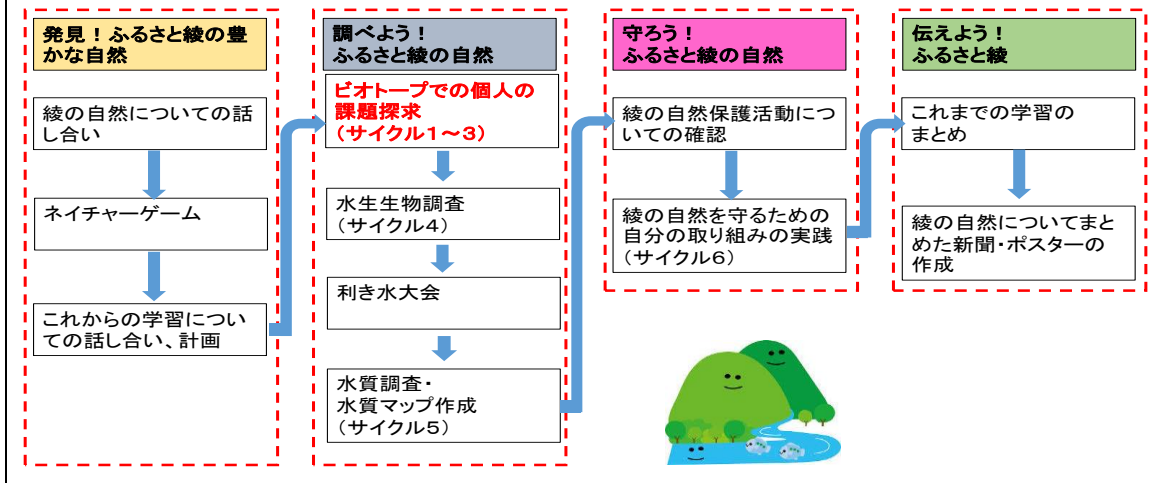 発見！ふるさと綾の豊
かな自然
綾の自然についての話
し合い
ネイチャーゲーム
これからの学習につい
ての話し合い、計画
調べよう！
ふるさと綾の自然
ビオトープでの個人の
課題探求
（サイクル１～３）
水生生物調査
（サイクル４）
利き水大会
水質調査・
水質マップ作成
（サイクル５）
守ろう！
ふるさと綾の自然
綾の自然保護活動につ
いての確認
綾の自然を守るための
自分の取り組みの実践
（サイクル６）
伝えよう！
ふるさと綾
これまでの学習の
まとめ
綾の自然についてまと
めた新聞・ポスターの
作成